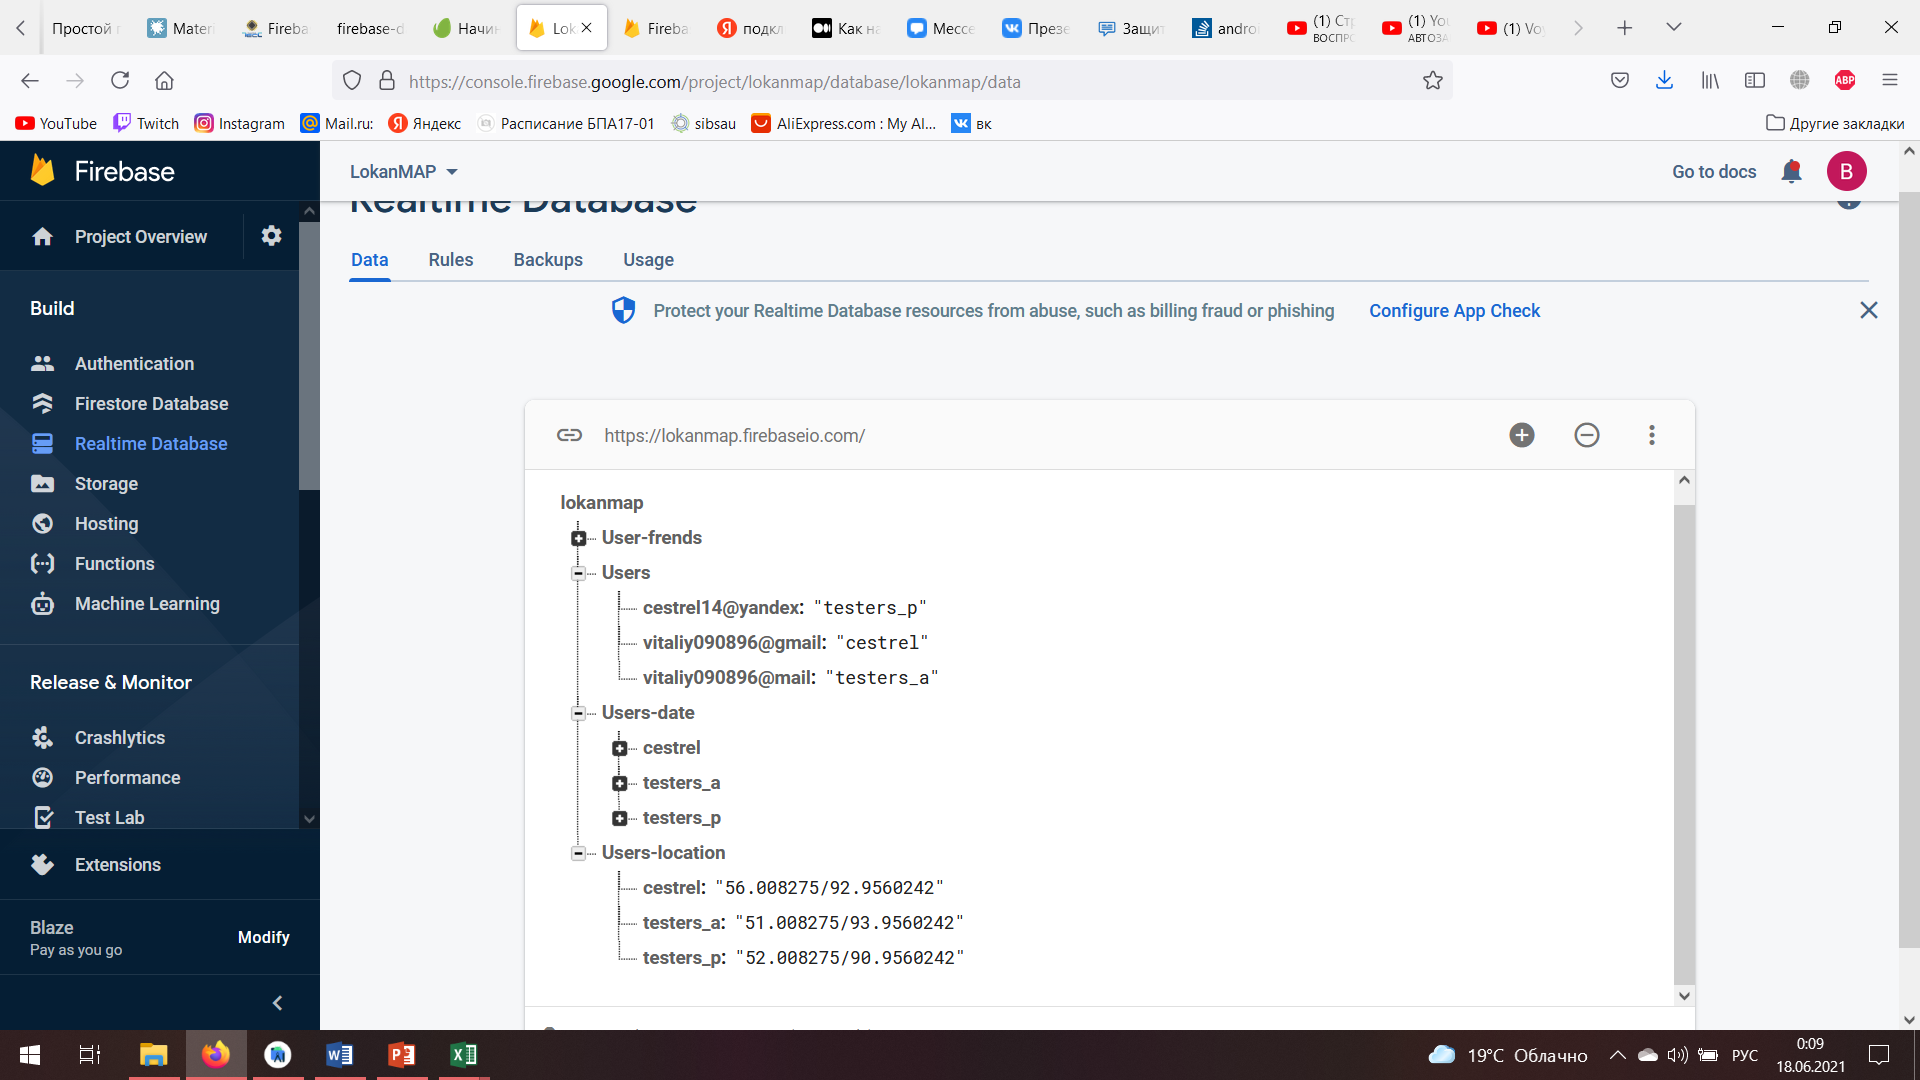 Простой
Mater
Fireba
firebase-d
Начин
Lok
Fireba
подкл
Как на
Мессе
Презе
Защит
androi
(1) Ст
ВОСПР
(1) You
АВТОЗА
(1) Vo
https://console.firebase.google.com/project/lokanmap/database/lokanmap/data
ABP
YouTube
Twitch
Instagram
Mail.ru:
Яндекс
Расписание БПА17-01
sibsau
AliExpress.com : My Al...
вк
Другие закладки
Firebase
LokanMAP
Go to docs
B
Realtime Database
Project Overview
Data
Rules
Backups
Usage
Protect your Realtime Database resources from abuse, such as billing fraud or phishing
Configure App Check
Build
Authentication
Firestore Database
Realtime Database
Storage
Hosting
Functions
Machine Learning
Release & Monitor
Crashlytics
Performance
Test Lab
Extensions
Blaze
Pay as you go
Modify
https://lokanmap.firebaseio.com/
lokanmap
User-frends
Users
cestrel14@yandex: "testers_p"
vitaliy090896@gmail: "cestrel"
vitaliy090896@mail: "testers_a"
Users-date
cestrel
testers_a
testers_p
Users-location
cestrel: "56.008275/92.9560242"
testers_a: "51.008275/93.9560242"
testers_p: "52.008275/90.9560242"
19°C Облачно
РУС
0:09
18.06.2021